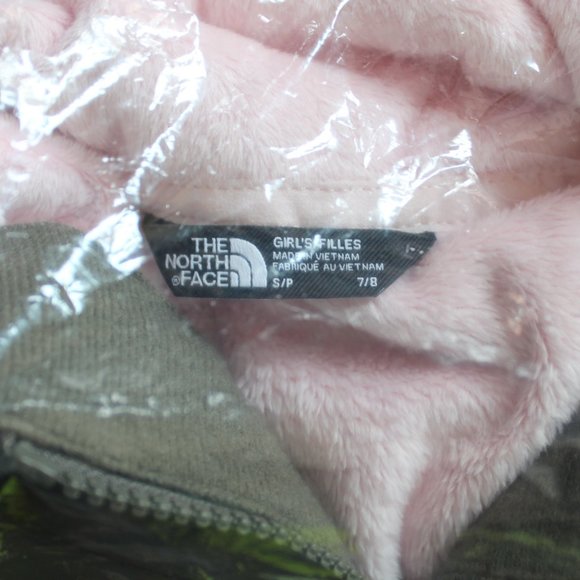 THE
NORTH
FACE
GIRL'S FILLES
MADE IN VIETNAM
FABRIQUÉ AU VIETNAM
S/P 7/8